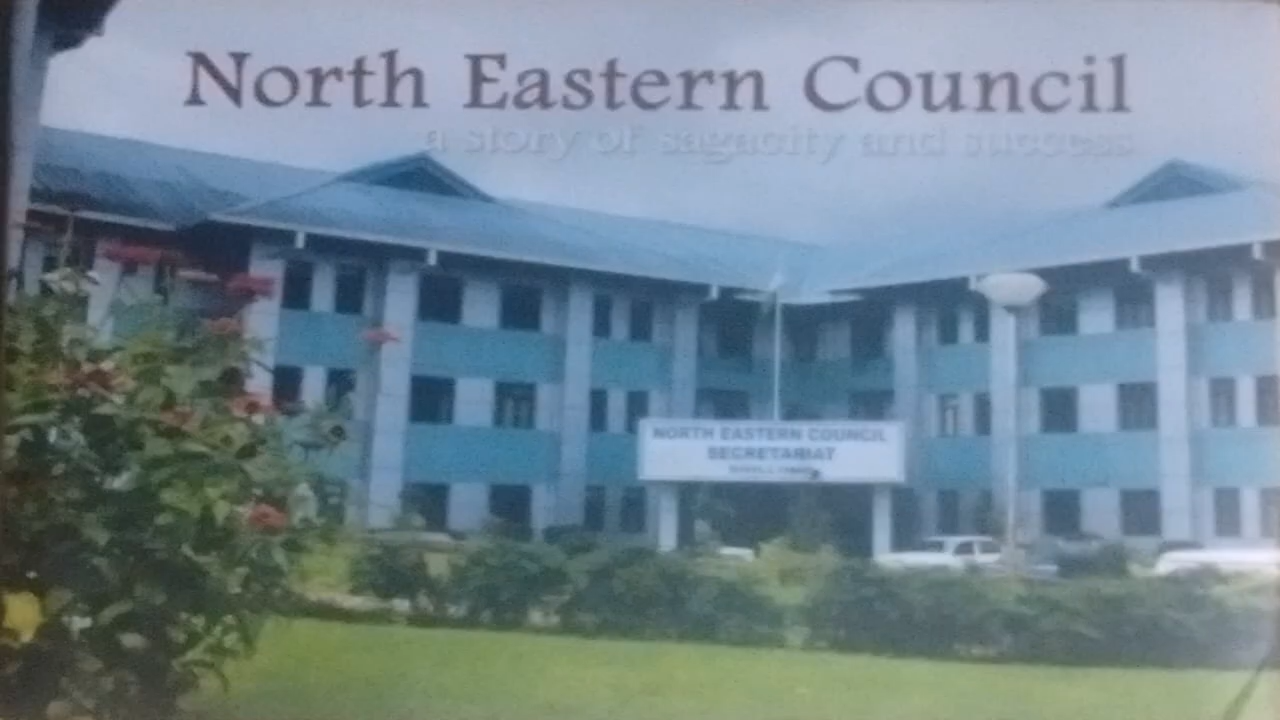 North Eastern Council
a story of sagacity and success
NORTH EASTERN COUNCIL
SECRETARIAT